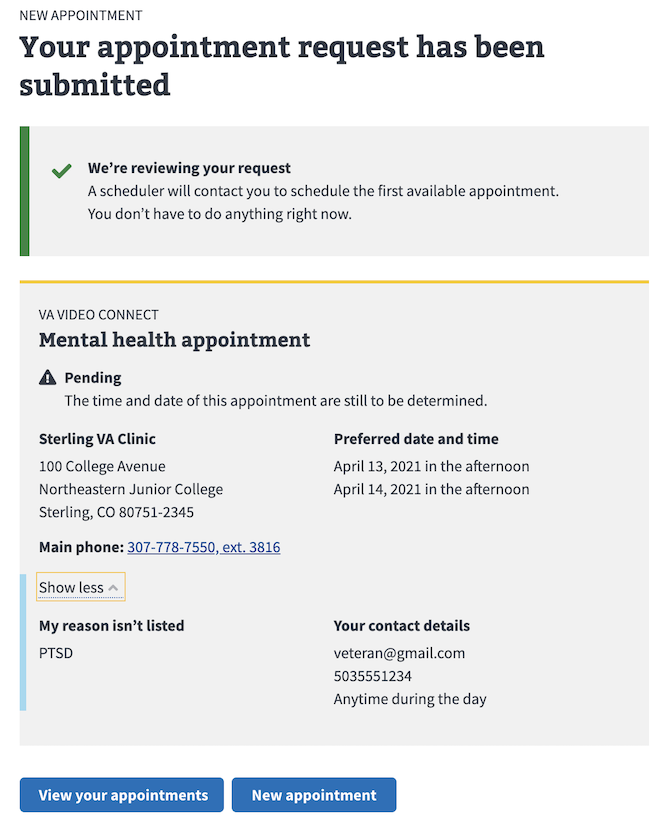 NEW APPOINTMENT
Your appointment request has been
submitted
We’re reviewing your request
A scheduler will contact you to schedule the first available appointment.
You don’t have to do anything right now.
VA VIDEO CONNECT
Mental health appointment
Pending
The time and date of this appointment are still to be determined.
Sterling VA Clinic
100 College Avenue
Northeastern Junior College
Sterling, CO 80751-2345
Preferred date and time
April 13, 2021 in the afternoon
April 14, 2021 in the afternoon
Main phone: 307-778-7550, ext. 3816
Show less
My reason isn’t listed
PTSD
Your contact details
veteran@gmail.com
5035551234
Anytime during the day
View your appointments
New appointment